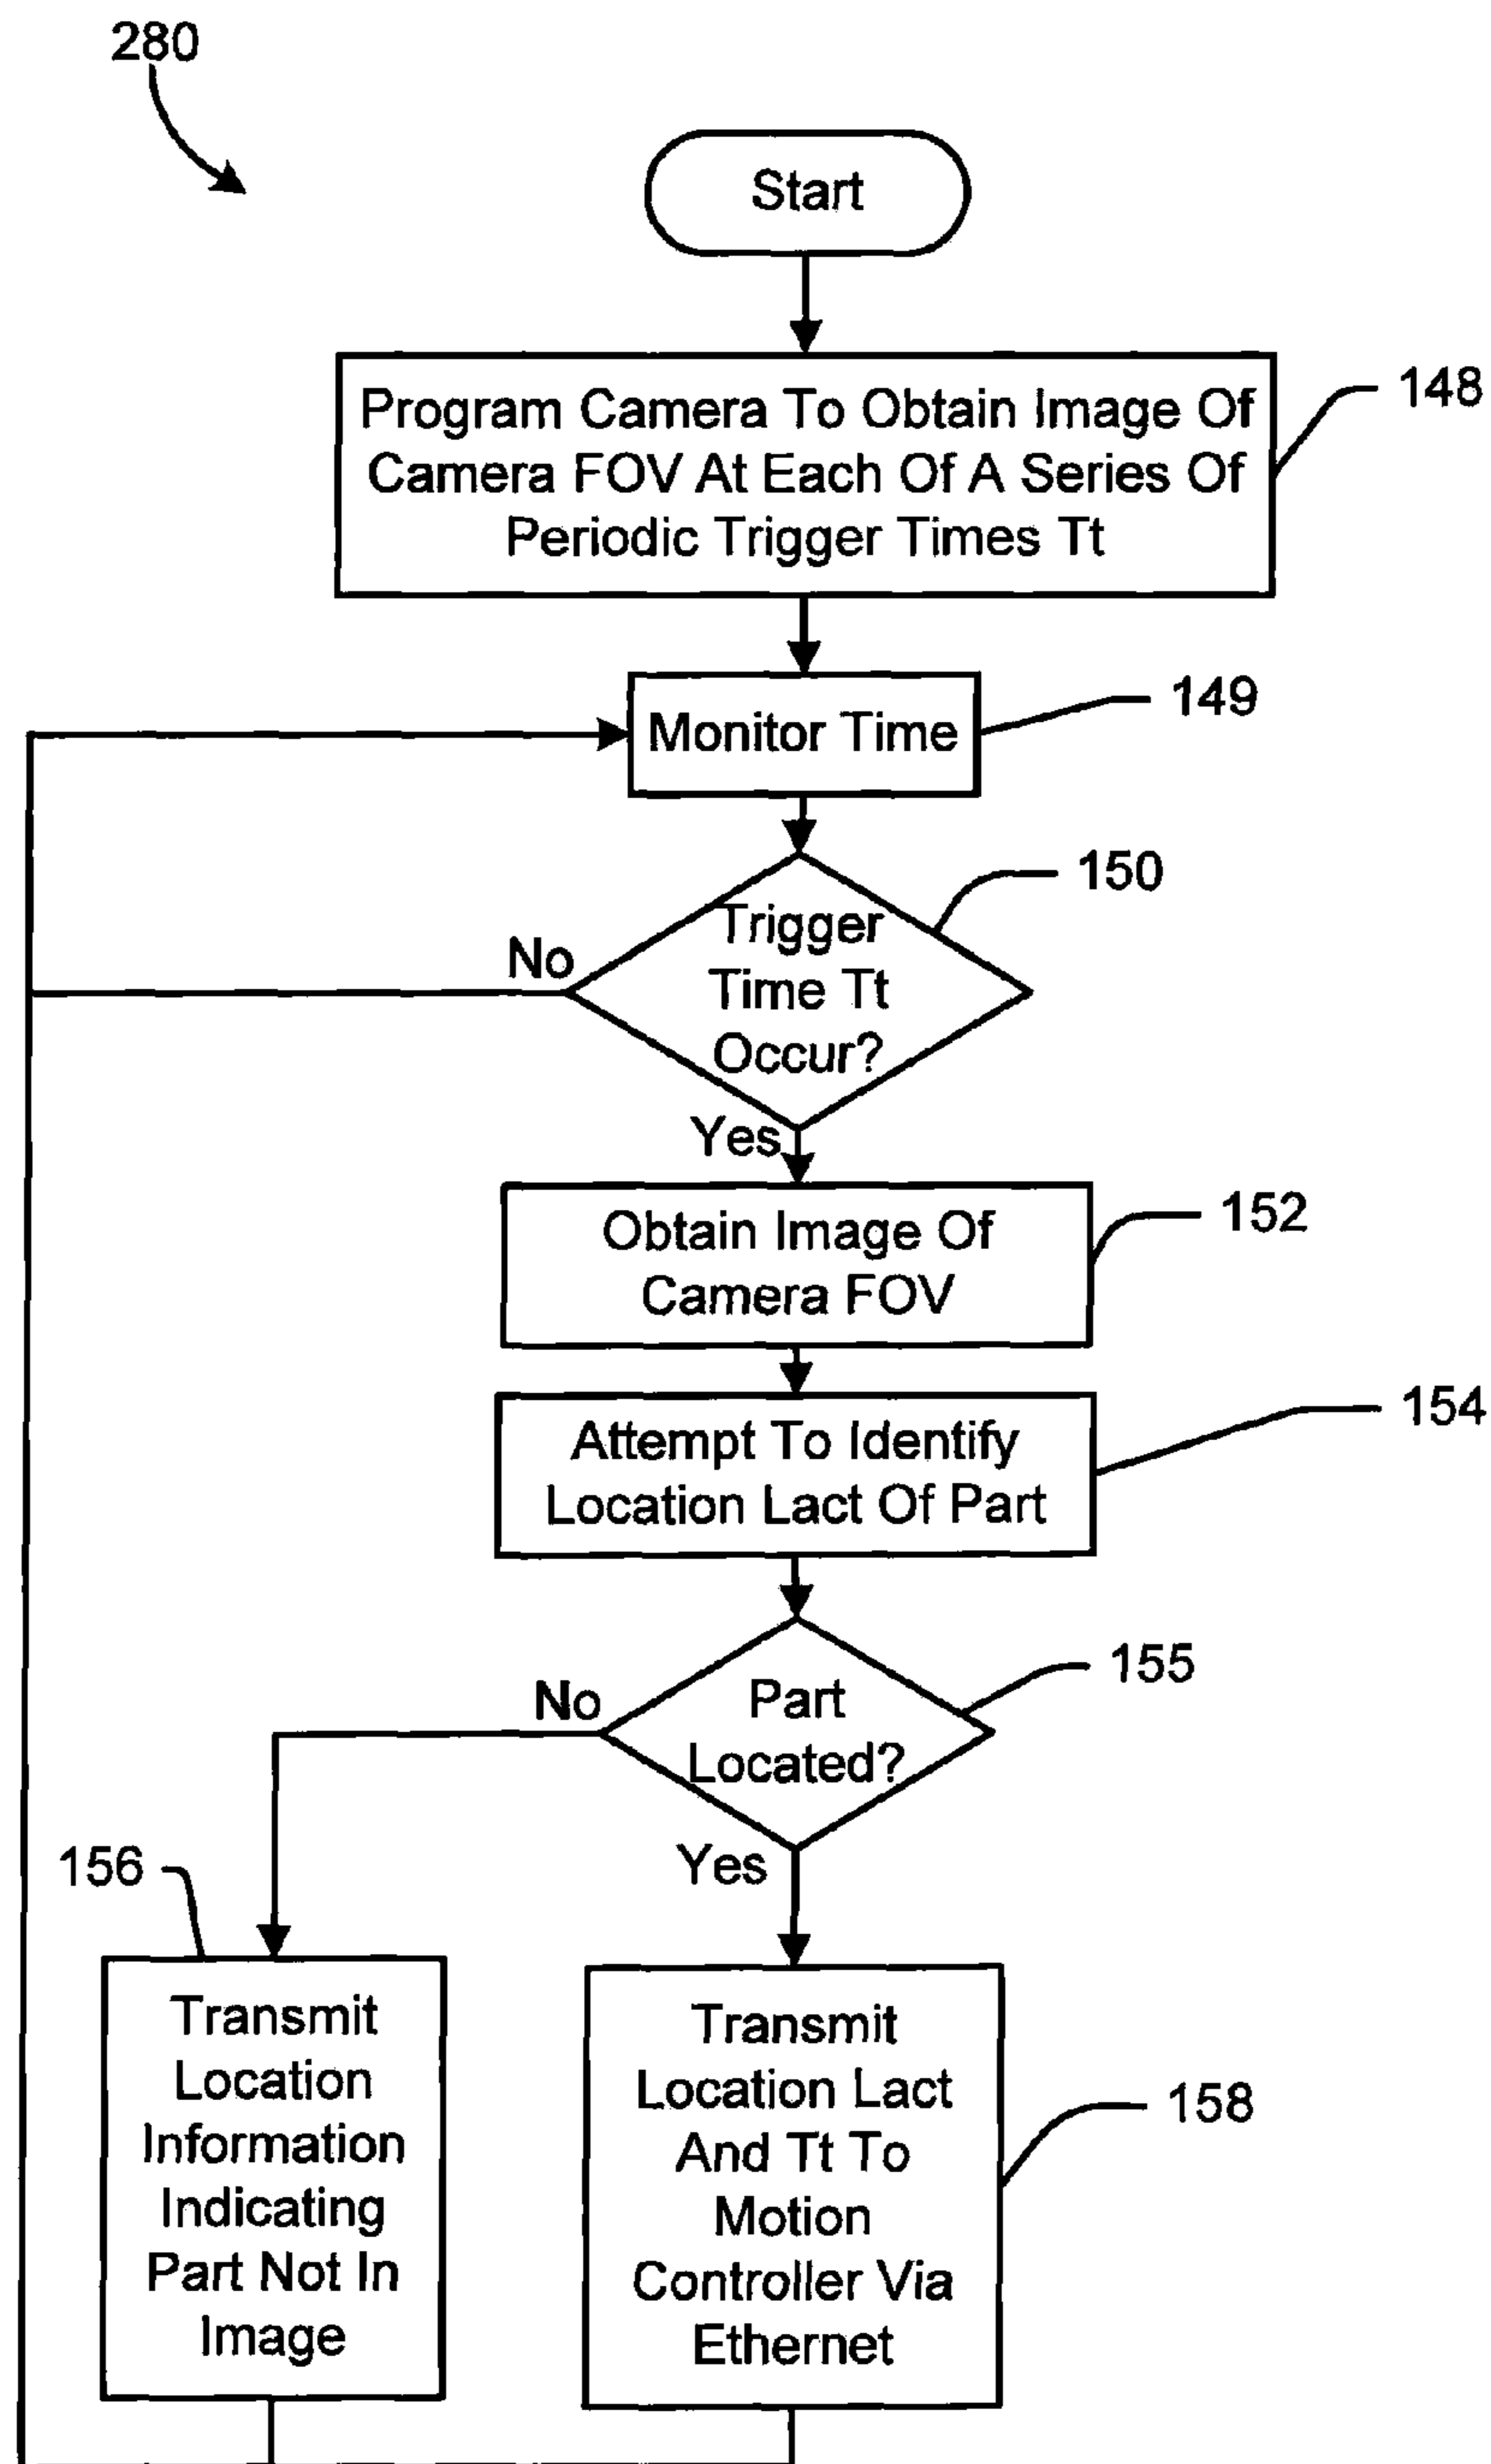 280
Start
Program Camera To Obtain Image Of
Camera FOV At Each Of A Series Of
Periodic Trigger Times Tt
148
Monitor Time
149
Trigger
Time Tt
Occur?
150
No
Yes
Obtain Image Of
Camera FOV
152
Attempt To Identify
Location Lact Of Part
154
Part
Located?
155
No
Yes
156
Transmit
Location
Information
Indicating
Part Not In
Image
Transmit
Location Lact
And Tt To
Motion
Controller Via
Ethernet
158